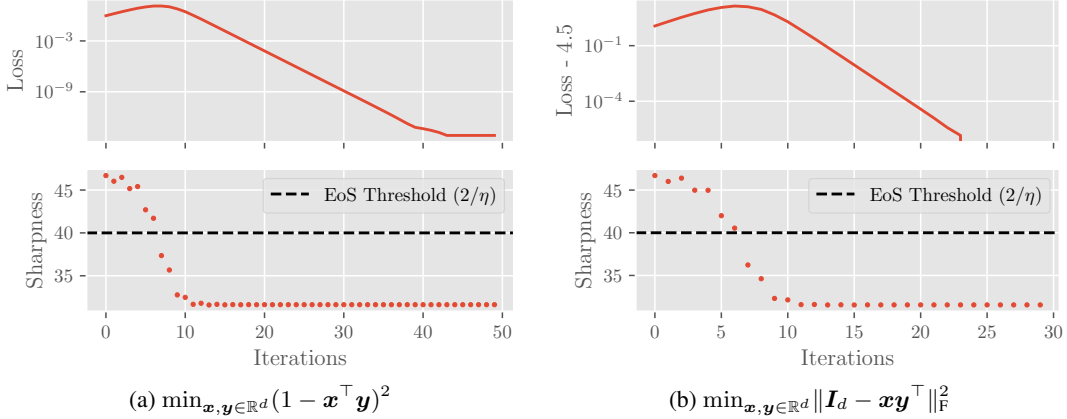 Loss
10⁻³
10⁻⁹
Sharpness
45
40
35
EoS Threshold (2/η)
0 10 20 30 40 50
Iterations
(a) min_{x,y∈ℝ^d}(1 − x^⊤y)²
Loss - 4.5
10⁻¹
10⁻⁴
Sharpness
45
40
35
EoS Threshold (2/η)
0 5 10 15 20 25 30
Iterations
(b) min_{x,y∈ℝ^d}‖I_d − xy^⊤‖²_F